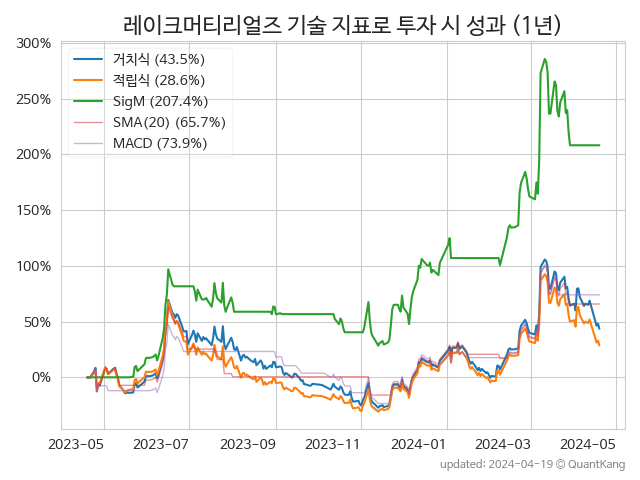 레이크머티리얼즈 기술 지표로 투자 시 성과 (1년)
300%
250%
200%
150%
100%
50%
0%
거치식 (43.5%)
적립식 (28.6%)
SigM (207.4%)
SMA(20) (65.7%)
MACD (73.9%)
2023-05 2023-07 2023-09 2023-11 2024-01 2024-03 2024-05
updated: 2024-04-19 © QuantKang